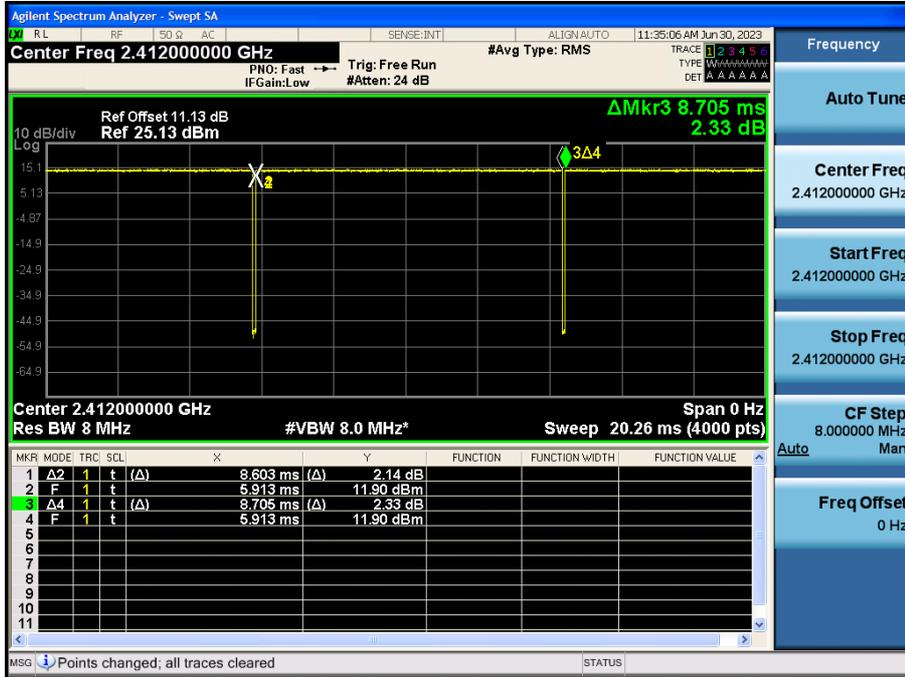 Agilent Spectrum Analyzer - Swept SA
LXI RL RF 50 Ω AC SENSE:INT ALIGN AUTO 11:35:06 AM Jun 30, 2023
Center Freq 2.412000000 GHz #Avg Type: RMS TRACE 1 2 3 4 5 6
PNO: Fast Trig: Free Run TYPE WWWWWW
IFGain:Low #Atten: 24 dB DET A A A A A A
Frequency
Auto Tune
Center Freq
2.412000000 GHz
Start Freq
2.412000000 GHz
Stop Freq
2.412000000 GHz
CF Step
8.000000 MHz
Auto Man
Freq Offset
0 Hz
ΔMkr3 8.705 ms
2.33 dB
Ref Offset 11.13 dB
10 dB/div Ref 25.13 dBm
Log
15.1
5.13
-4.87
-14.9
-24.9
-34.9
-44.9
-54.9
-64.9
3Δ4
Center 2.412000000 GHz Span 0 Hz
Res BW 8 MHz #VBW 8.0 MHz* Sweep 20.26 ms (4000 pts)
MKR MODE TRC SCL X Y FUNCTION FUNCTION WIDTH FUNCTION VALUE
1 Δ2 1 t (Δ) 8.603 ms (Δ) 2.14 dB
2 F 1 t 5.913 ms 11.90 dBm
3 Δ4 1 t (Δ) 8.705 ms (Δ) 2.33 dB
4 F 1 t 5.913 ms 11.90 dBm
5
6
7
8
9
10
11
MSG Points changed; all traces cleared STATUS